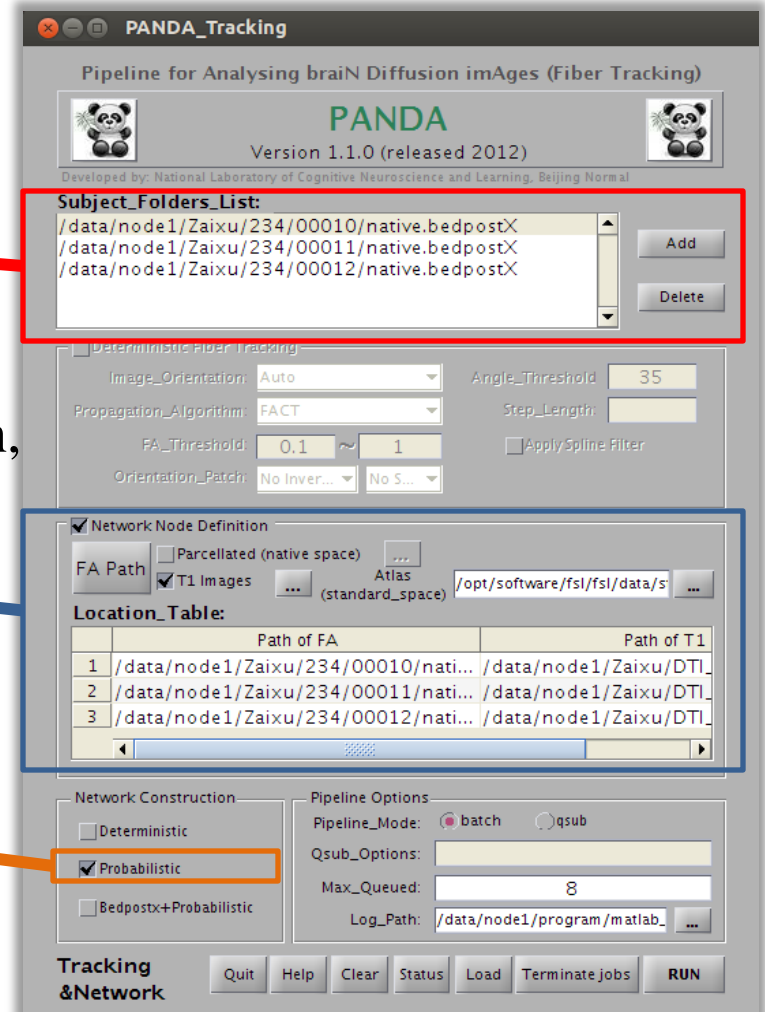 PANDA_Tracking
Pipeline for Analysing braiN Diffusion imAges (Fiber Tracking)
PANDA
Version 1.1.0 (released 2012)
Developed by: National Laboratory of Cognitive Neuroscience and Learning, Beijing Normal
Subject_Folders_List:
/data/node1/Zaixu/234/00010/native.bedpostX
/data/node1/Zaixu/234/00011/native.bedpostX
/data/node1/Zaixu/234/00012/native.bedpostX
Add
Delete
Deterministic Fiber Tracking
Image_Orientation: Auto Angle_Threshold 35
Propagation_Algorithm: FACT Step_Length:
FA_Threshold: 0.1 ~ 1 Apply Spline Filter
Orientation_Patch: No Inver... No S...
Network Node Definition
FA Path Parcellated (native space) ...
T1 Images ... Atlas (standard_space) /opt/software/fsl/fsl/data/s ...
Location_Table:
Path of FA Path of T1
1 /data/node1/Zaixu/234/00010/nati... /data/node1/Zaixu/DTI_
2 /data/node1/Zaixu/234/00011/nati... /data/node1/Zaixu/DTI_
3 /data/node1/Zaixu/234/00012/nati... /data/node1/Zaixu/DTI_
Network Construction
Deterministic
Probabilistic
Bedpostx+Probabilistic
Pipeline Options
Pipeline_Mode: batch qsub
Qsub_Options:
Max_Queued: 8
Log_Path: /data/node1/program/matlab_ ...
Tracking
&Network
Quit Help Clear Status Load Terminate jobs RUN